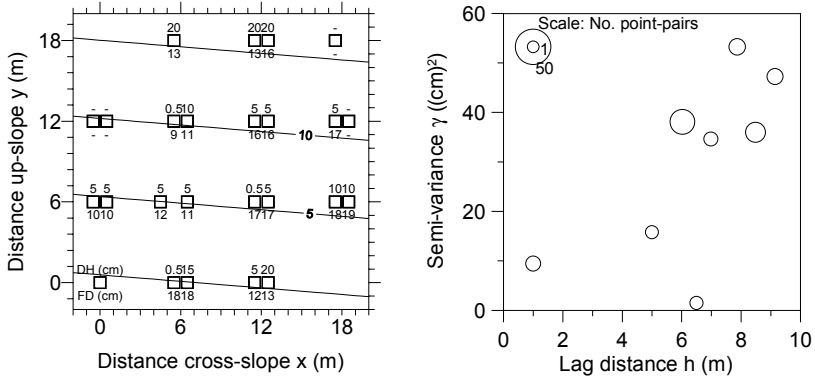 20 2020 -
18
13 1316 -
- - 0.510 5 5 5 -
12
- - 9 11 1616 17 -
10
5 5 5 5 0.55 1010
6
1010 12 11 1717 1819
5
DH (cm) 0.515 5 20
0
FD (cm) 1818 1213
0 6 12 18
Distance cross-slope x (m)
Distance up-slope y (m)
Scale: No. point-pairs
1
50
60
40
20
0
0 2 4 6 8 10
Lag distance h (m)
Semi-variance γ ((cm)²)